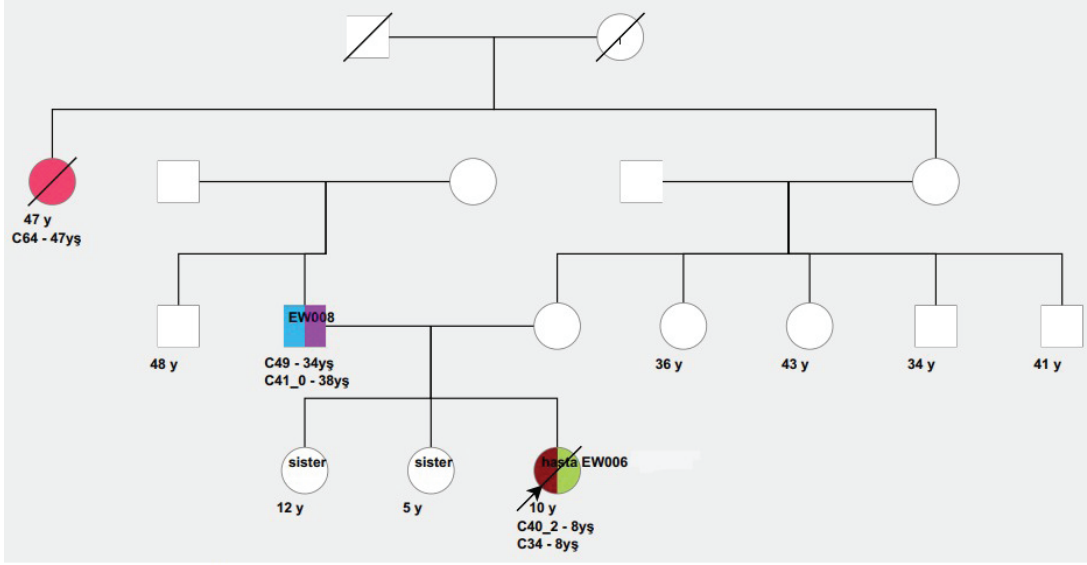 47 y
C64 - 47yş
EW008
48 y
C49 - 34yş
C41_0 - 38yş
36 y
43 y
34 y
41 y
sister
sister
hasta EW006
12 y
5 y
10 y
C40_2 - 8yş
C34 - 8yş